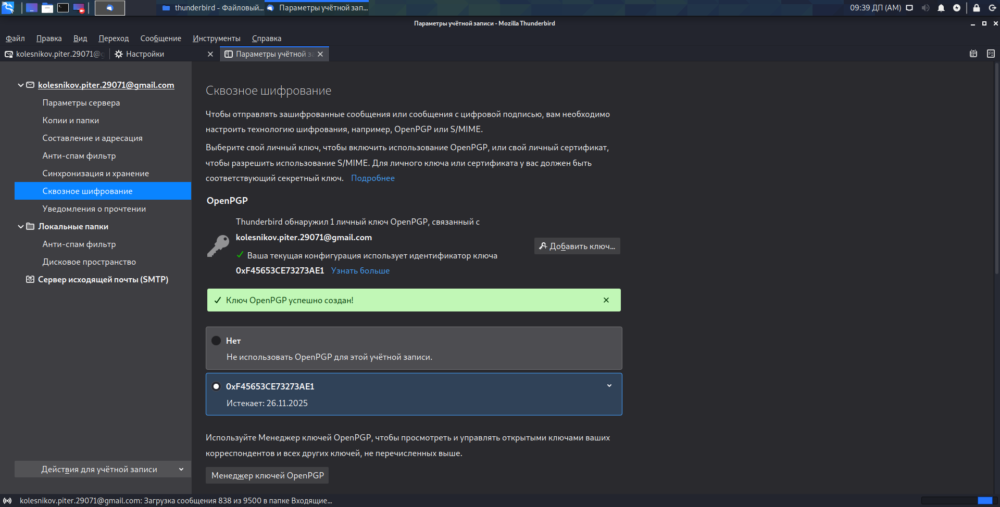 thunderbird - Файловый...
Параметры учётной зап...
09:39 ДП (AM)
Параметры учётной записи - Mozilla Thunderbird
Файл Правка Вид Переход Сообщение Инструменты Справка
kolesnikov.piter.29071@g
Настройки
Параметры учётной за
kolesnikov.piter.29071@gmail.com
Параметры сервера
Копии и папки
Составление и адресация
Анти-спам фильтр
Синхронизация и хранение
Сквозное шифрование
Уведомления о прочтении
Локальные папки
Анти-спам фильтр
Дисковое пространство
Сервер исходящей почты (SMTP)
Действия для учётной записи
Сквозное шифрование
Чтобы отправлять зашифрованные сообщения или сообщения с цифровой подписью, вам необходимо
настроить технологию шифрования, например, OpenPGP или S/MIME.
Выберите свой личный ключ, чтобы включить использование OpenPGP, или свой личный сертификат,
чтобы разрешить использование S/MIME. Для личного ключа или сертификата у вас должен быть
соответствующий секретный ключ. Подробнее
OpenPGP
Thunderbird обнаружил 1 личный ключ OpenPGP, связанный с
kolesnikov.piter.29071@gmail.com
Ваша текущая конфигурация использует идентификатор ключа
0xF45653CE73273AE1 Узнать больше
Добавить ключ...
Ключ OpenPGP успешно создан!
Нет
Не использовать OpenPGP для этой учётной записи.
0xF45653CE73273AE1
Истекает: 26.11.2025
Используйте Менеджер ключей OpenPGP, чтобы просмотреть и управлять открытыми ключами ваших
корреспондентов и всех других ключей, не перечисленных выше.
Менеджер ключей OpenPGP
kolesnikov.piter.29071@gmail.com: Загрузка сообщения 838 из 9500 в папке Входящие...